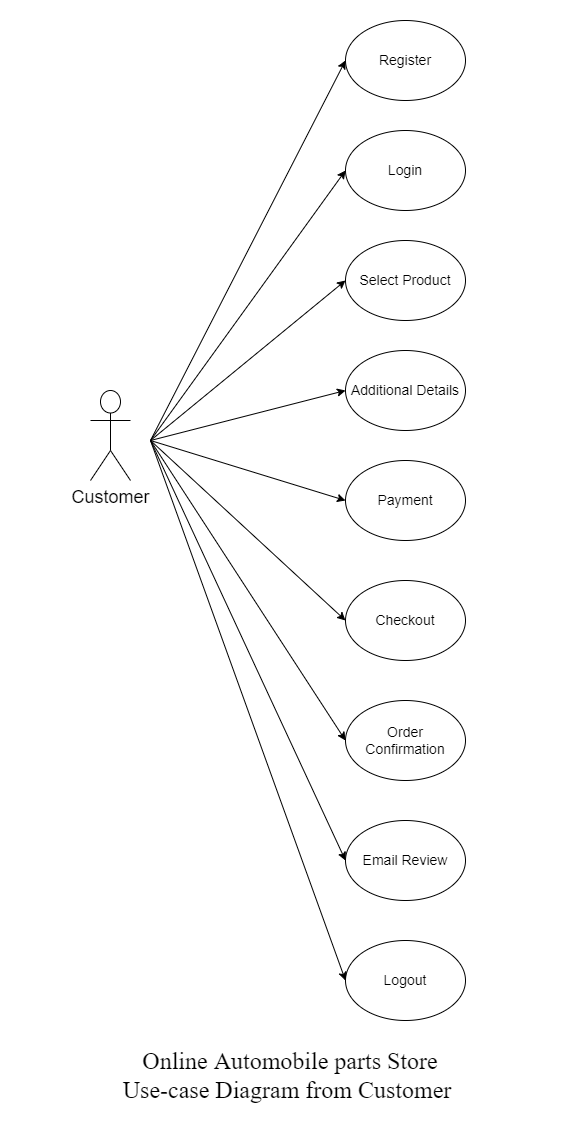 Register
Login
Select Product
Additional Details
Customer
Payment
Checkout
Order
Confirmation
Email Review
Logout
Online Automobile parts Store
Use-case Diagram from Customer